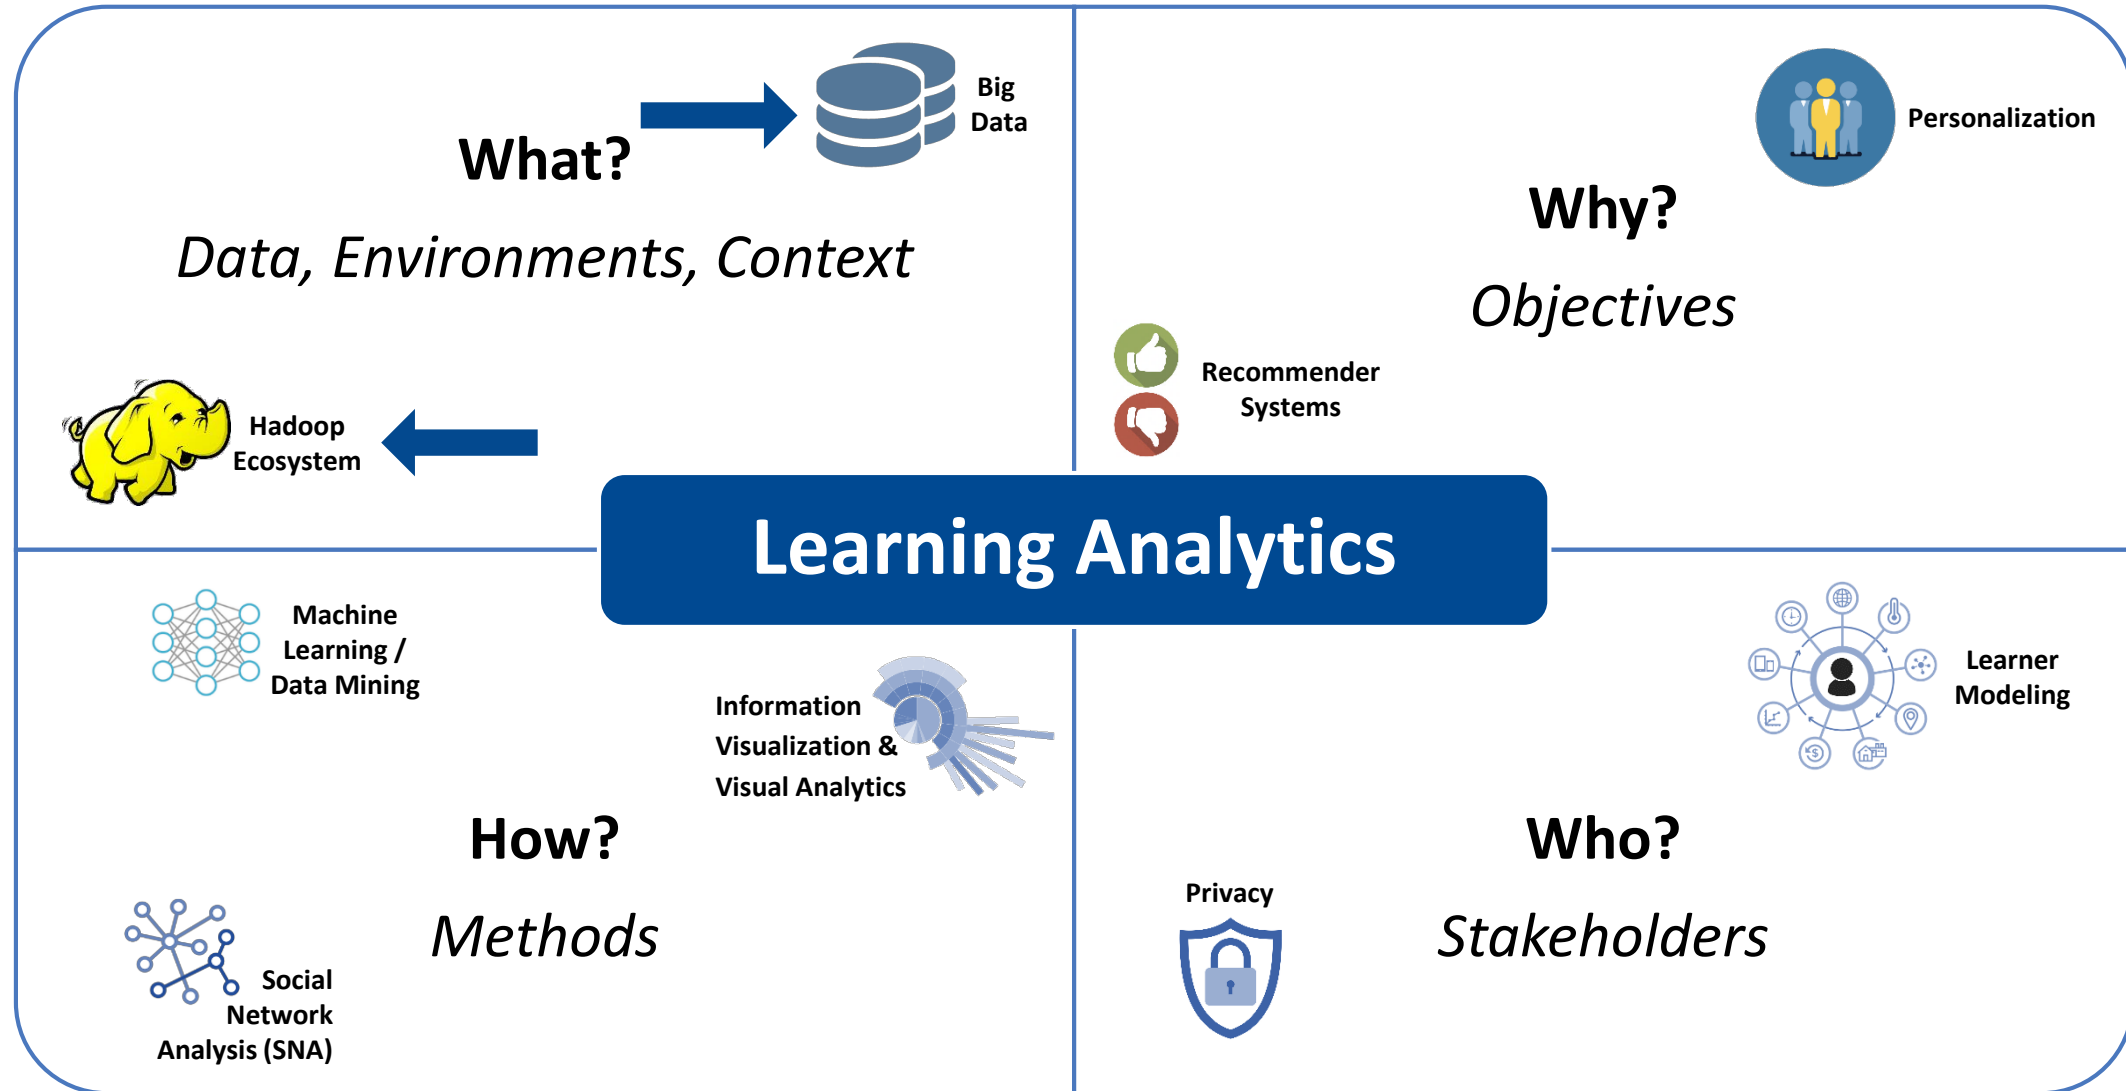 Big
Data
What?
Data, Environments, Context
Hadoop
Ecosystem
Personalization
Why?
Objectives
Recommender
Systems
Learning Analytics
Machine
Learning /
Data Mining
Information
Visualization &
Visual Analytics
How?
Methods
Social
Network
Analysis (SNA)
Learner
Modeling
Who?
Stakeholders
Privacy